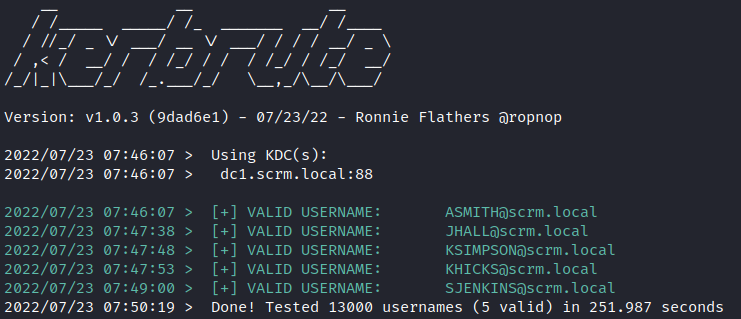 kerbrute
Version: v1.0.3 (9dad6e1) - 07/23/22 - Ronnie Flathers @ropnop
2022/07/23 07:46:07 >  Using KDC(s):
2022/07/23 07:46:07 >   dc1.scrm.local:88
2022/07/23 07:46:07 >  [+] VALID USERNAME:       ASMITH@scrm.local
2022/07/23 07:47:38 >  [+] VALID USERNAME:       JHALL@scrm.local
2022/07/23 07:47:48 >  [+] VALID USERNAME:       KSIMPSON@scrm.local
2022/07/23 07:47:53 >  [+] VALID USERNAME:       KHICKS@scrm.local
2022/07/23 07:49:00 >  [+] VALID USERNAME:       SJENKINS@scrm.local
2022/07/23 07:50:19 >  Done! Tested 13000 usernames (5 valid) in 251.987 seconds